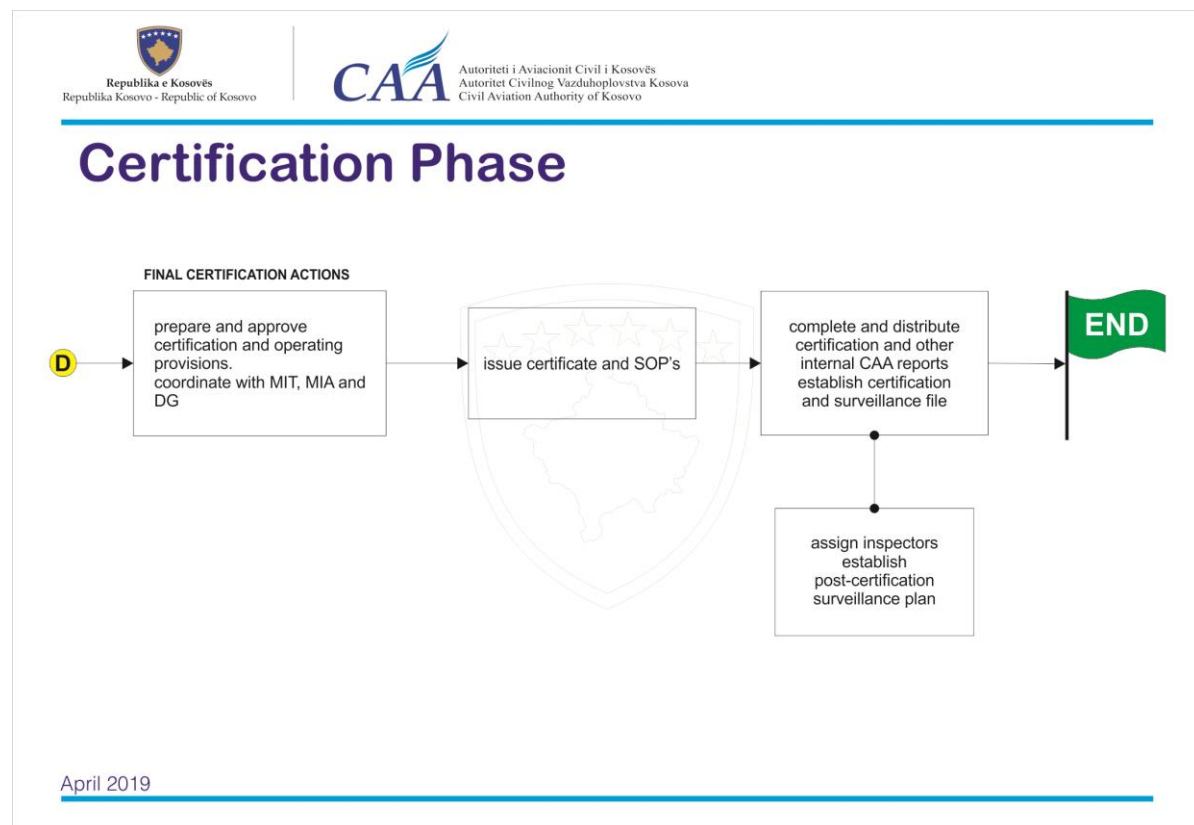 Republika e Kosovës
Republika Kosovo - Republic of Kosovo
CAA
Autoriteti i Aviacionit Civil i Kosovës
Autoritet Civilnog Vazduhoplovstva Kosova
Civil Aviation Authority of Kosovo
Certification Phase
FINAL CERTIFICATION ACTIONS
D
prepare and approve
certification and operating
provisions.
coordinate with MIT, MIA and
DG
issue certificate and SOP's
complete and distribute
certification and other
internal CAA reports
establish certification
and surveillance file
END
assign inspectors
establish
post-certification
surveillance plan
April 2019